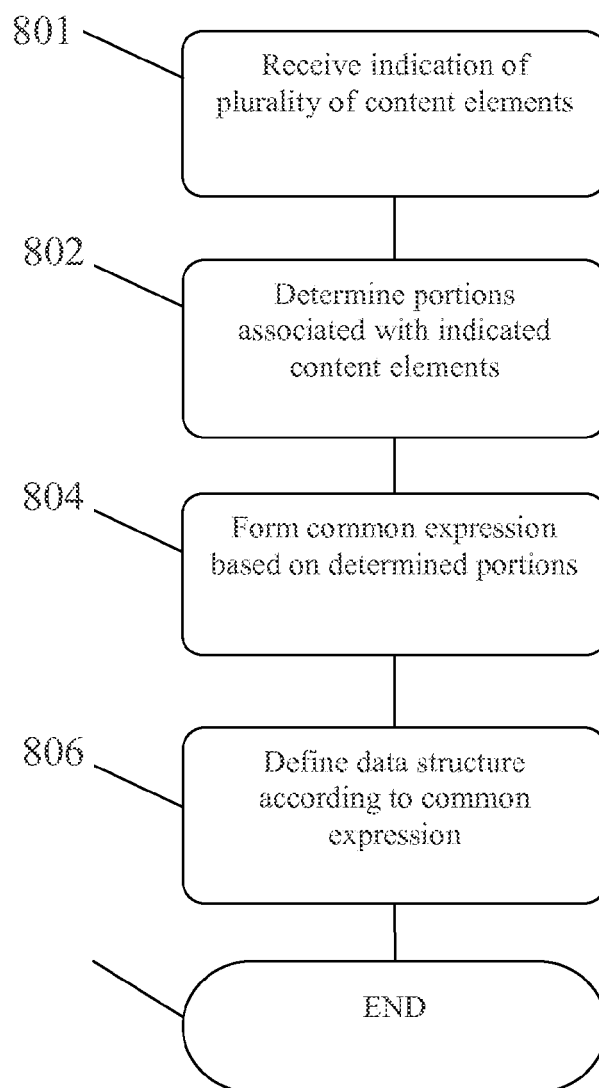 801
Receive indication of
plurality of content elements
802
Determine portions
associated with indicated
content elements
804
Form common expression
based on determined portions
806
Define data structure
according to common
expression
END